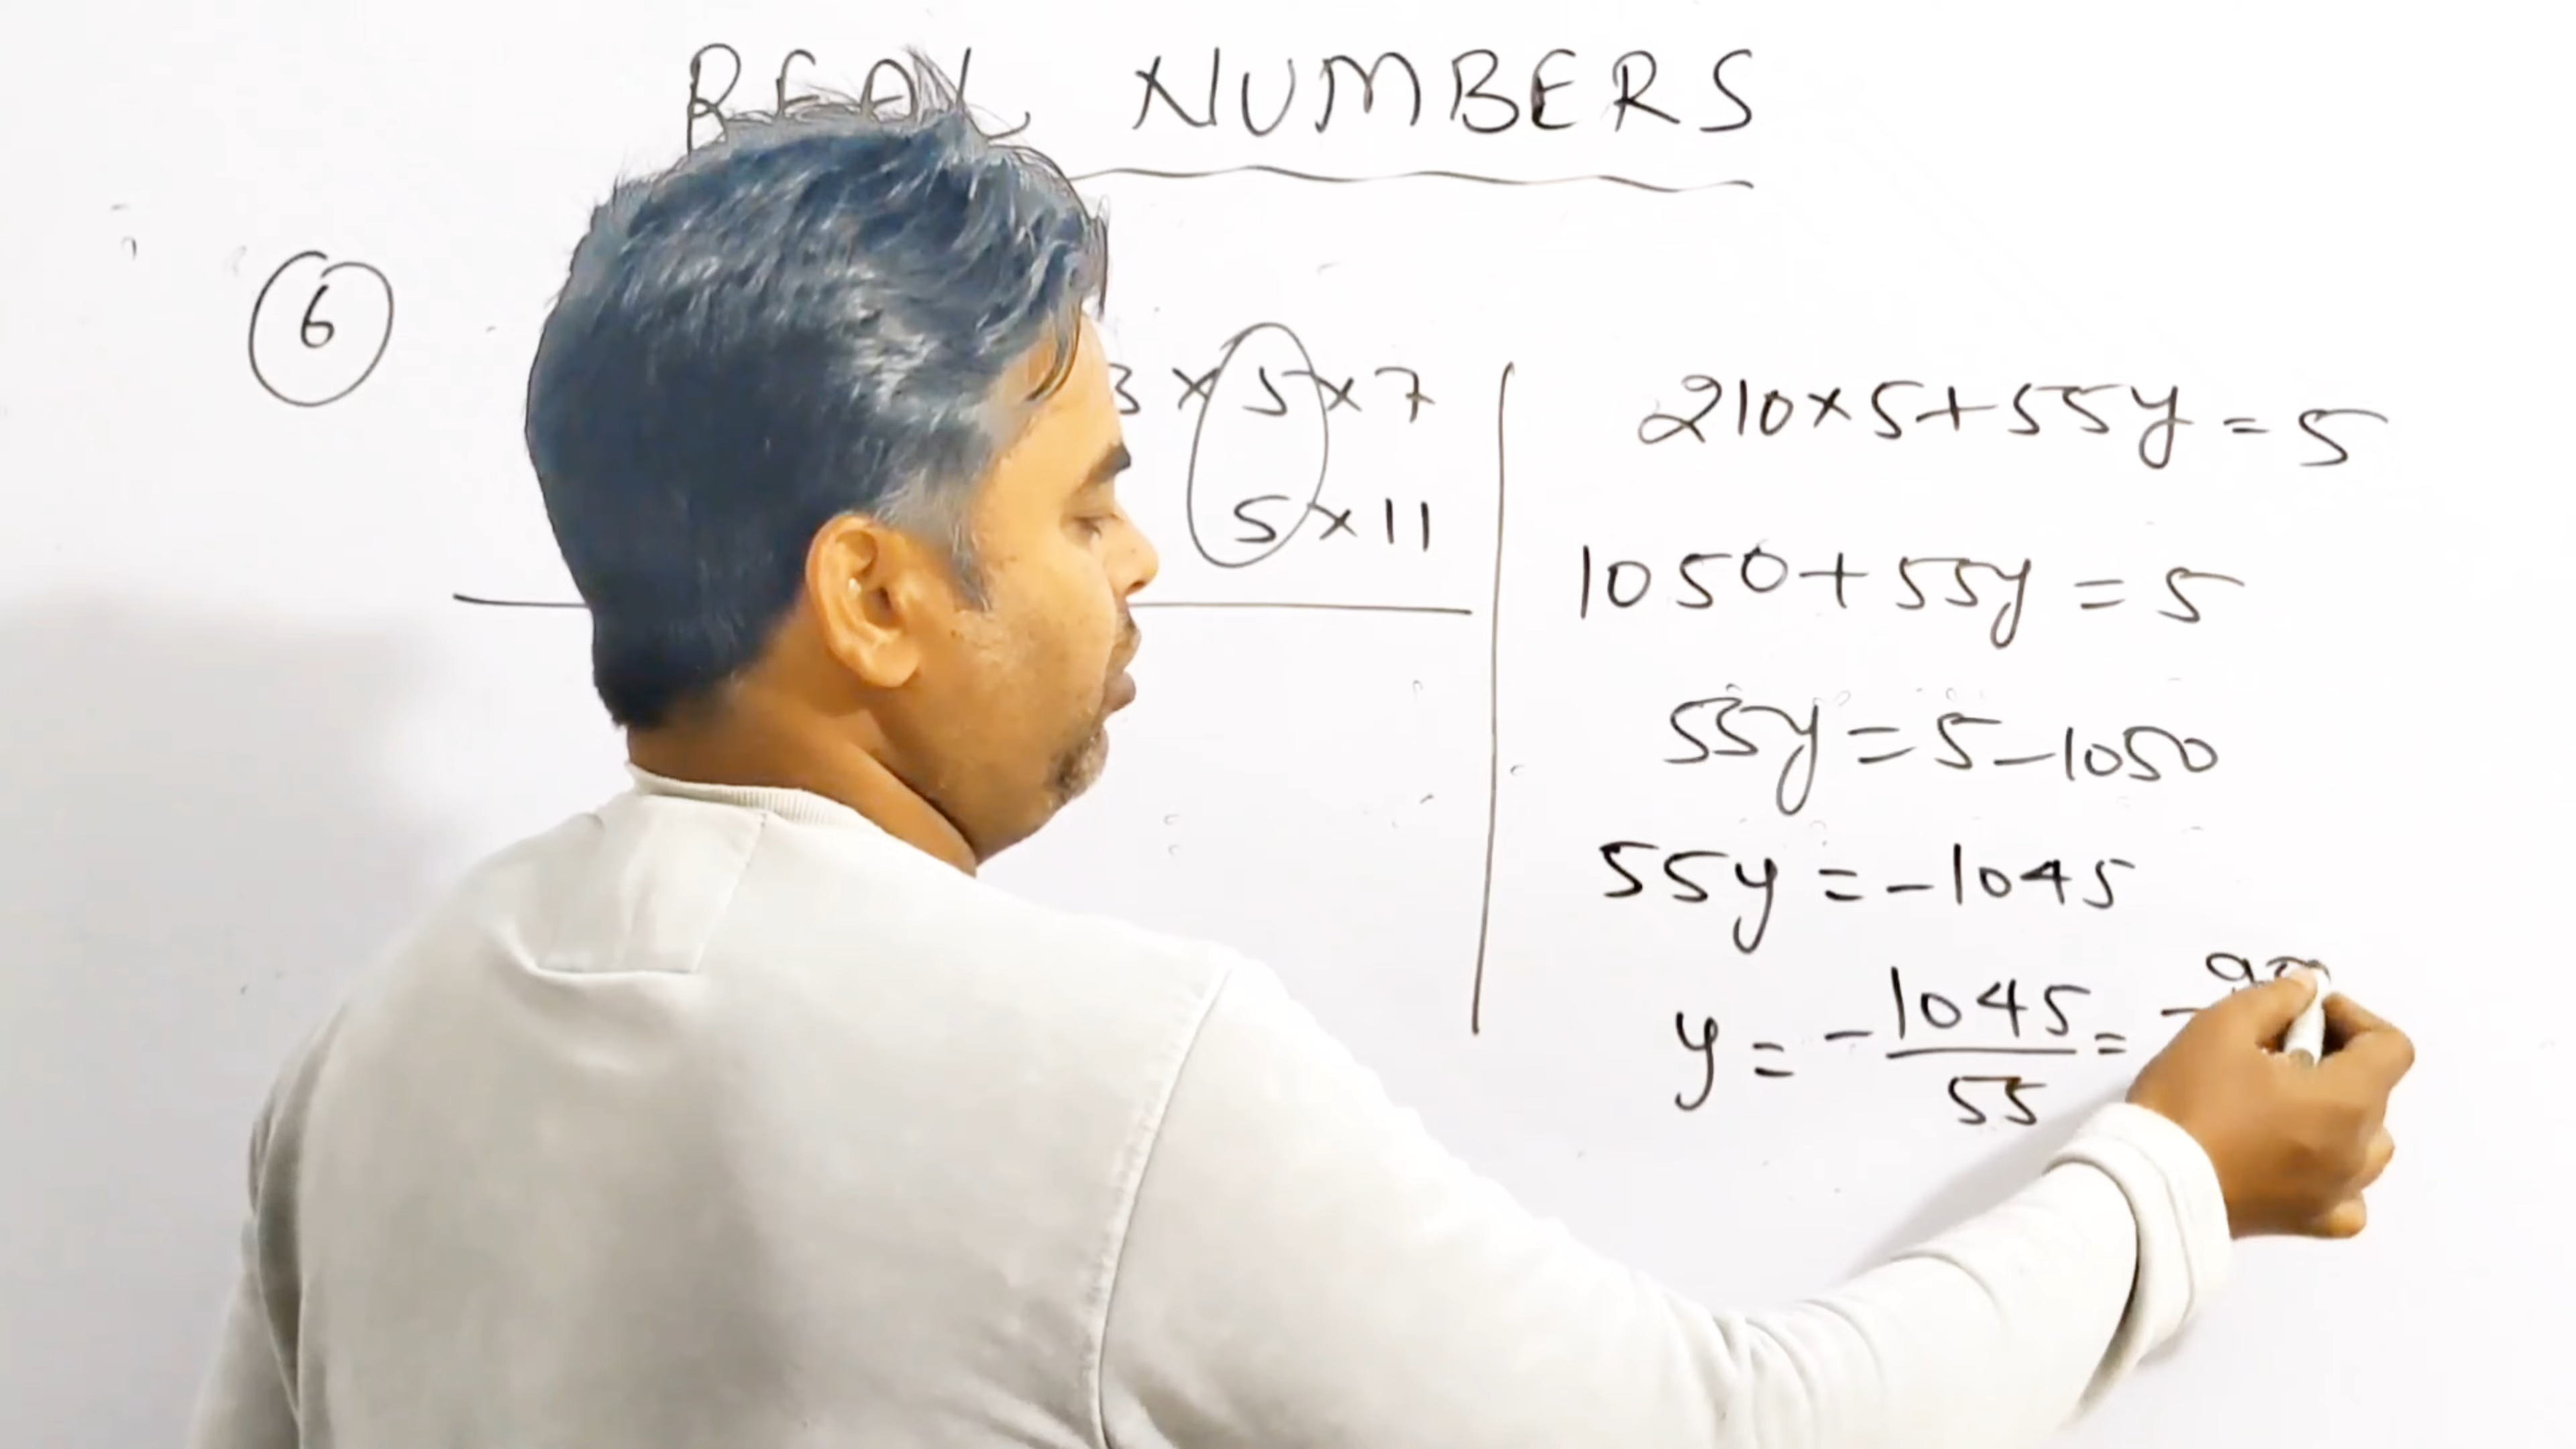 REAL NUMBERS
6
3 × 5 × 7
5 × 11
210 × 5 + 55y = 5
1050 + 55y = 5
55y = 5 - 1050
55y = -1045
y = - 1045 / 55 = -